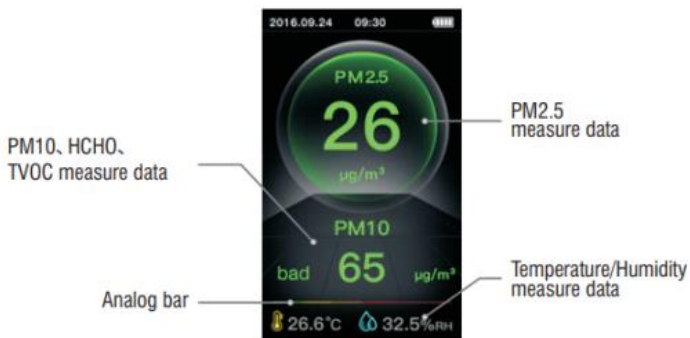 2016.09.24 09:30
PM2.5
26
µg/m³
PM2.5
measure data
PM10、HCHO、
TVOC measure data
PM10
bad 65 µg/m³
Analog bar
Temperature/Humidity
measure data
26.6°C 32.5%RH